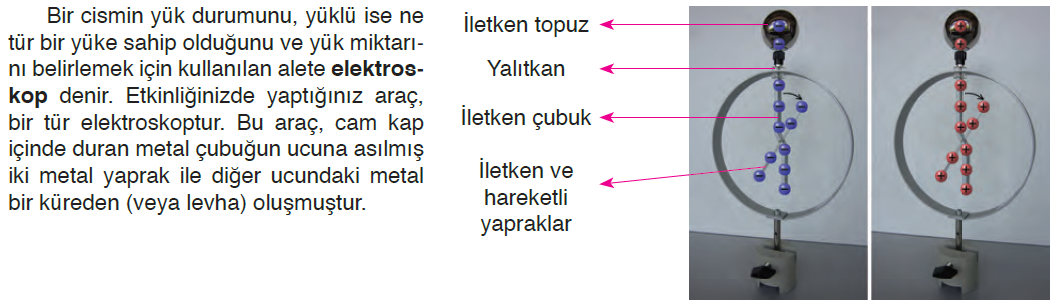 Bir cismin yük durumunu, yüklü ise ne
tür bir yüke sahip olduğunu ve yük miktarı-
nı belirlemek için kullanılan alete elektros-
kop denir. Etkinliğinizde yaptığınız araç,
bir tür elektroskoptur. Bu araç, cam kap
içinde duran metal çubuğun ucuna asılmış
iki metal yaprak ile diğer ucundaki metal
bir küreden (veya levha) oluşmuştur.
İletken topuz
Yalıtkan
İletken çubuk
İletken ve
hareketli
yapraklar